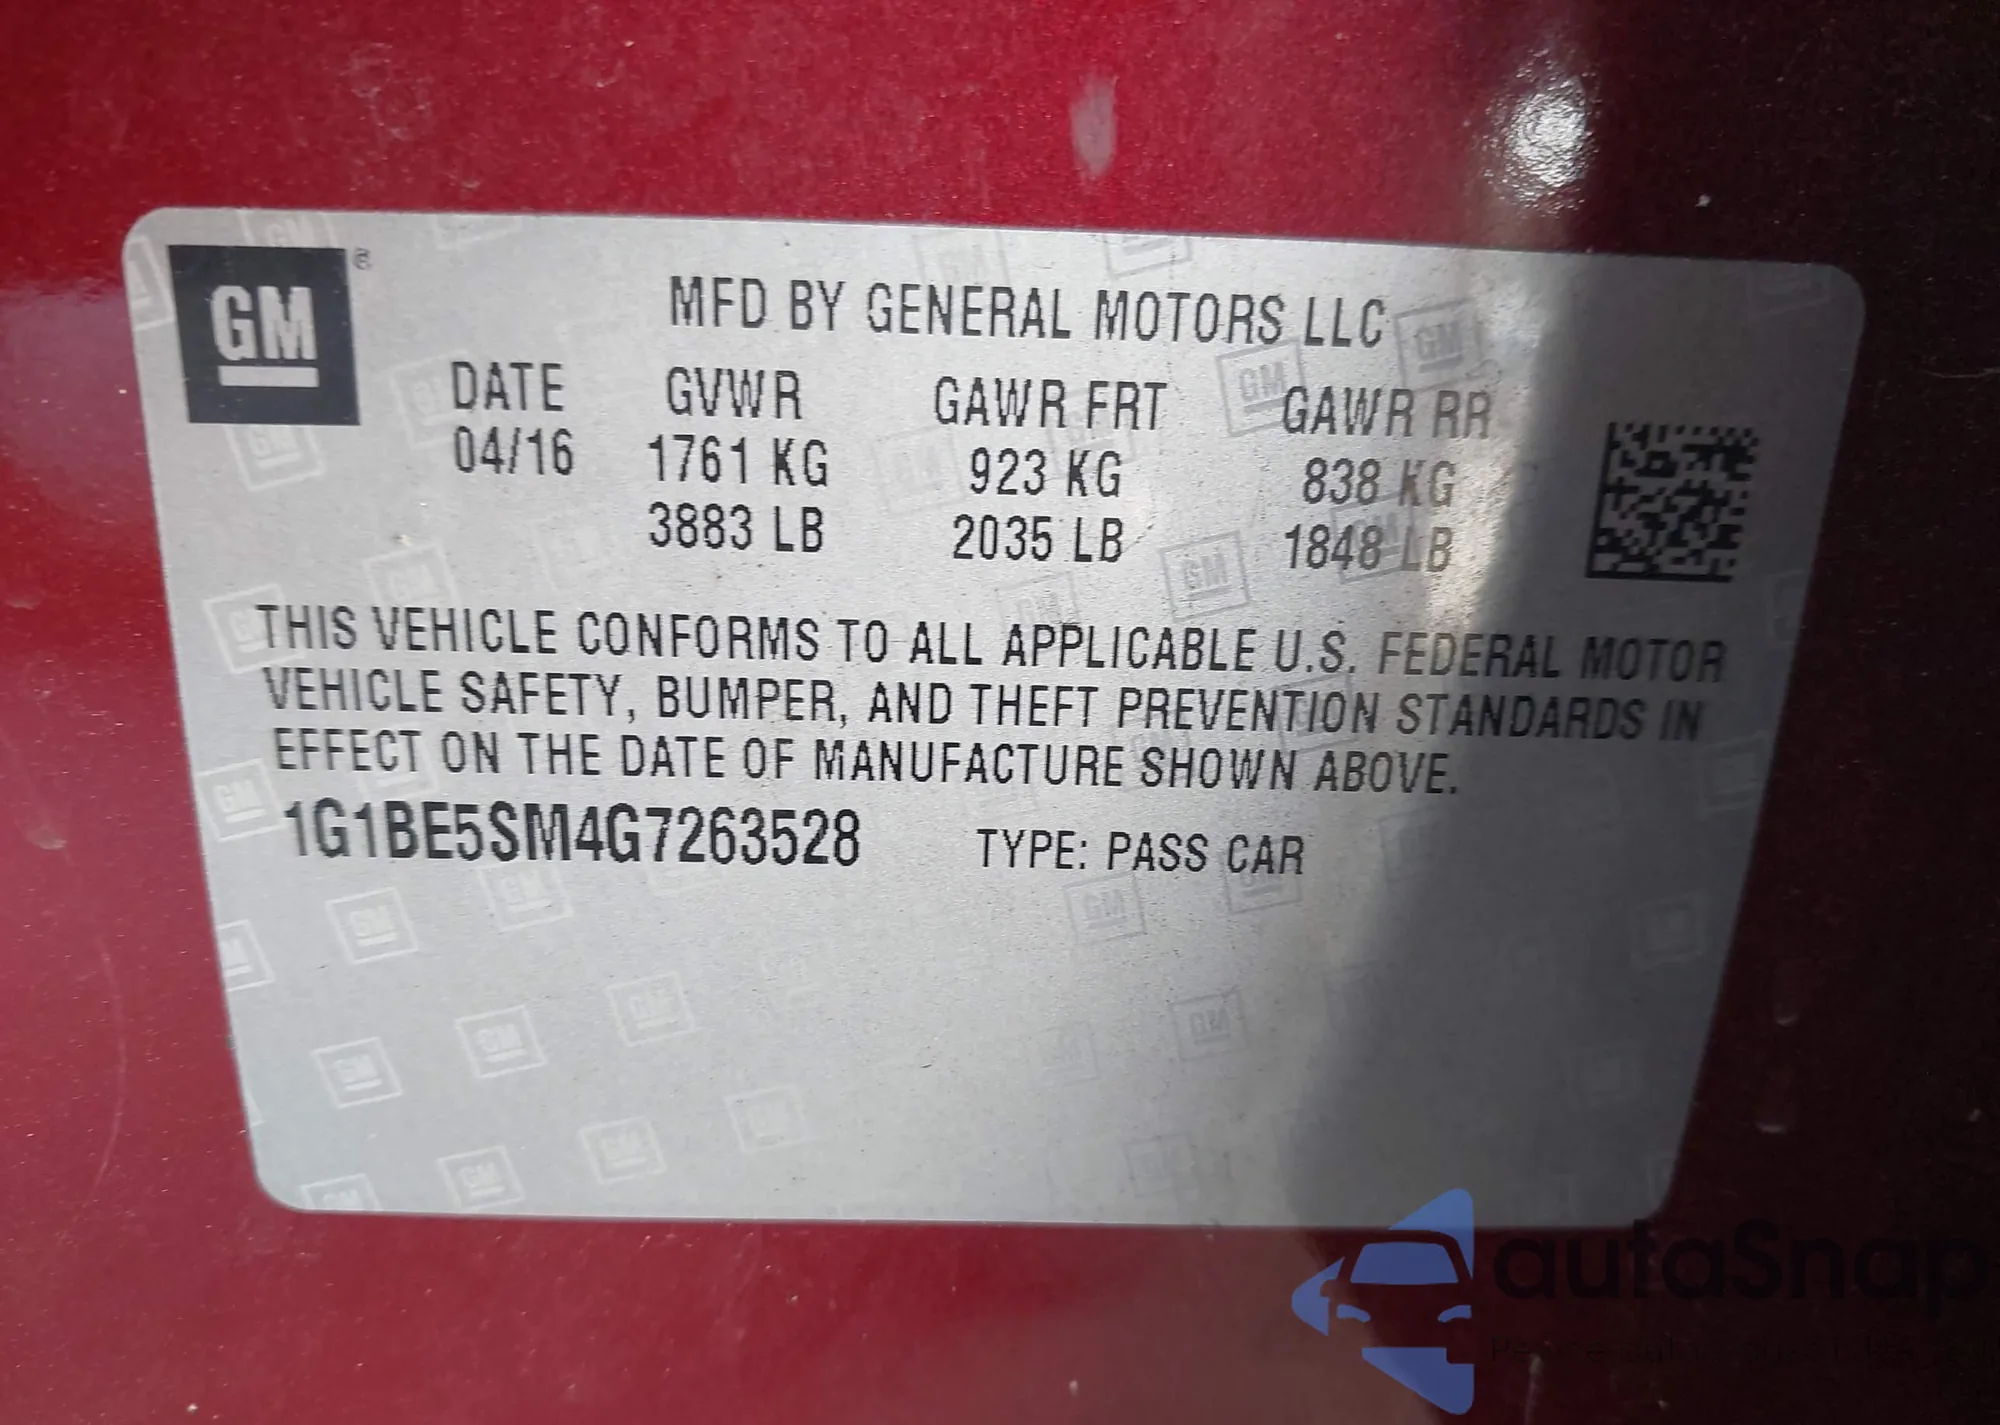 GM
MFD BY GENERAL MOTORS LLC
DATE GVWR GAWR FRT GAWR RR
04/16 1761 KG 923 KG 838 KG
3883 LB 2035 LB 1848 LB
THIS VEHICLE CONFORMS TO ALL APPLICABLE U.S. FEDERAL MOTOR
VEHICLE SAFETY, BUMPER, AND THEFT PREVENTION STANDARDS IN
EFFECT ON THE DATE OF MANUFACTURE SHOWN ABOVE.
1G1BE5SM4G7263528 TYPE: PASS CAR
autaSnap